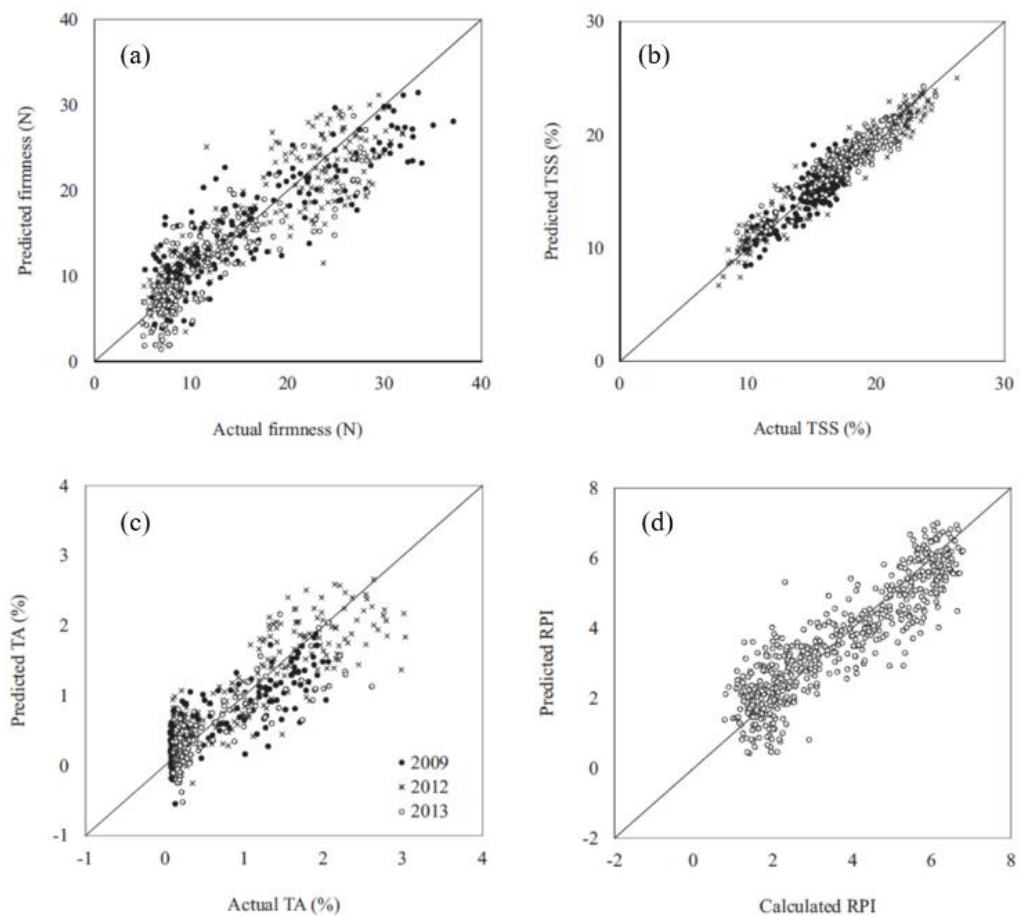 (a)
Predicted firmness (N)
40
30
20
10
0
0 10 20 30 40
Actual firmness (N)
(b)
Predicted TSS (%)
30
20
10
0
0 10 20 30
Actual TSS (%)
(c)
Predicted TA (%)
4
3
2
1
0
-1
-1 0 1 2 3 4
Actual TA (%)
2009
2012
2013
(d)
Predicted RPI
8
6
4
2
0
-2
-2 0 2 4 6 8
Calculated RPI